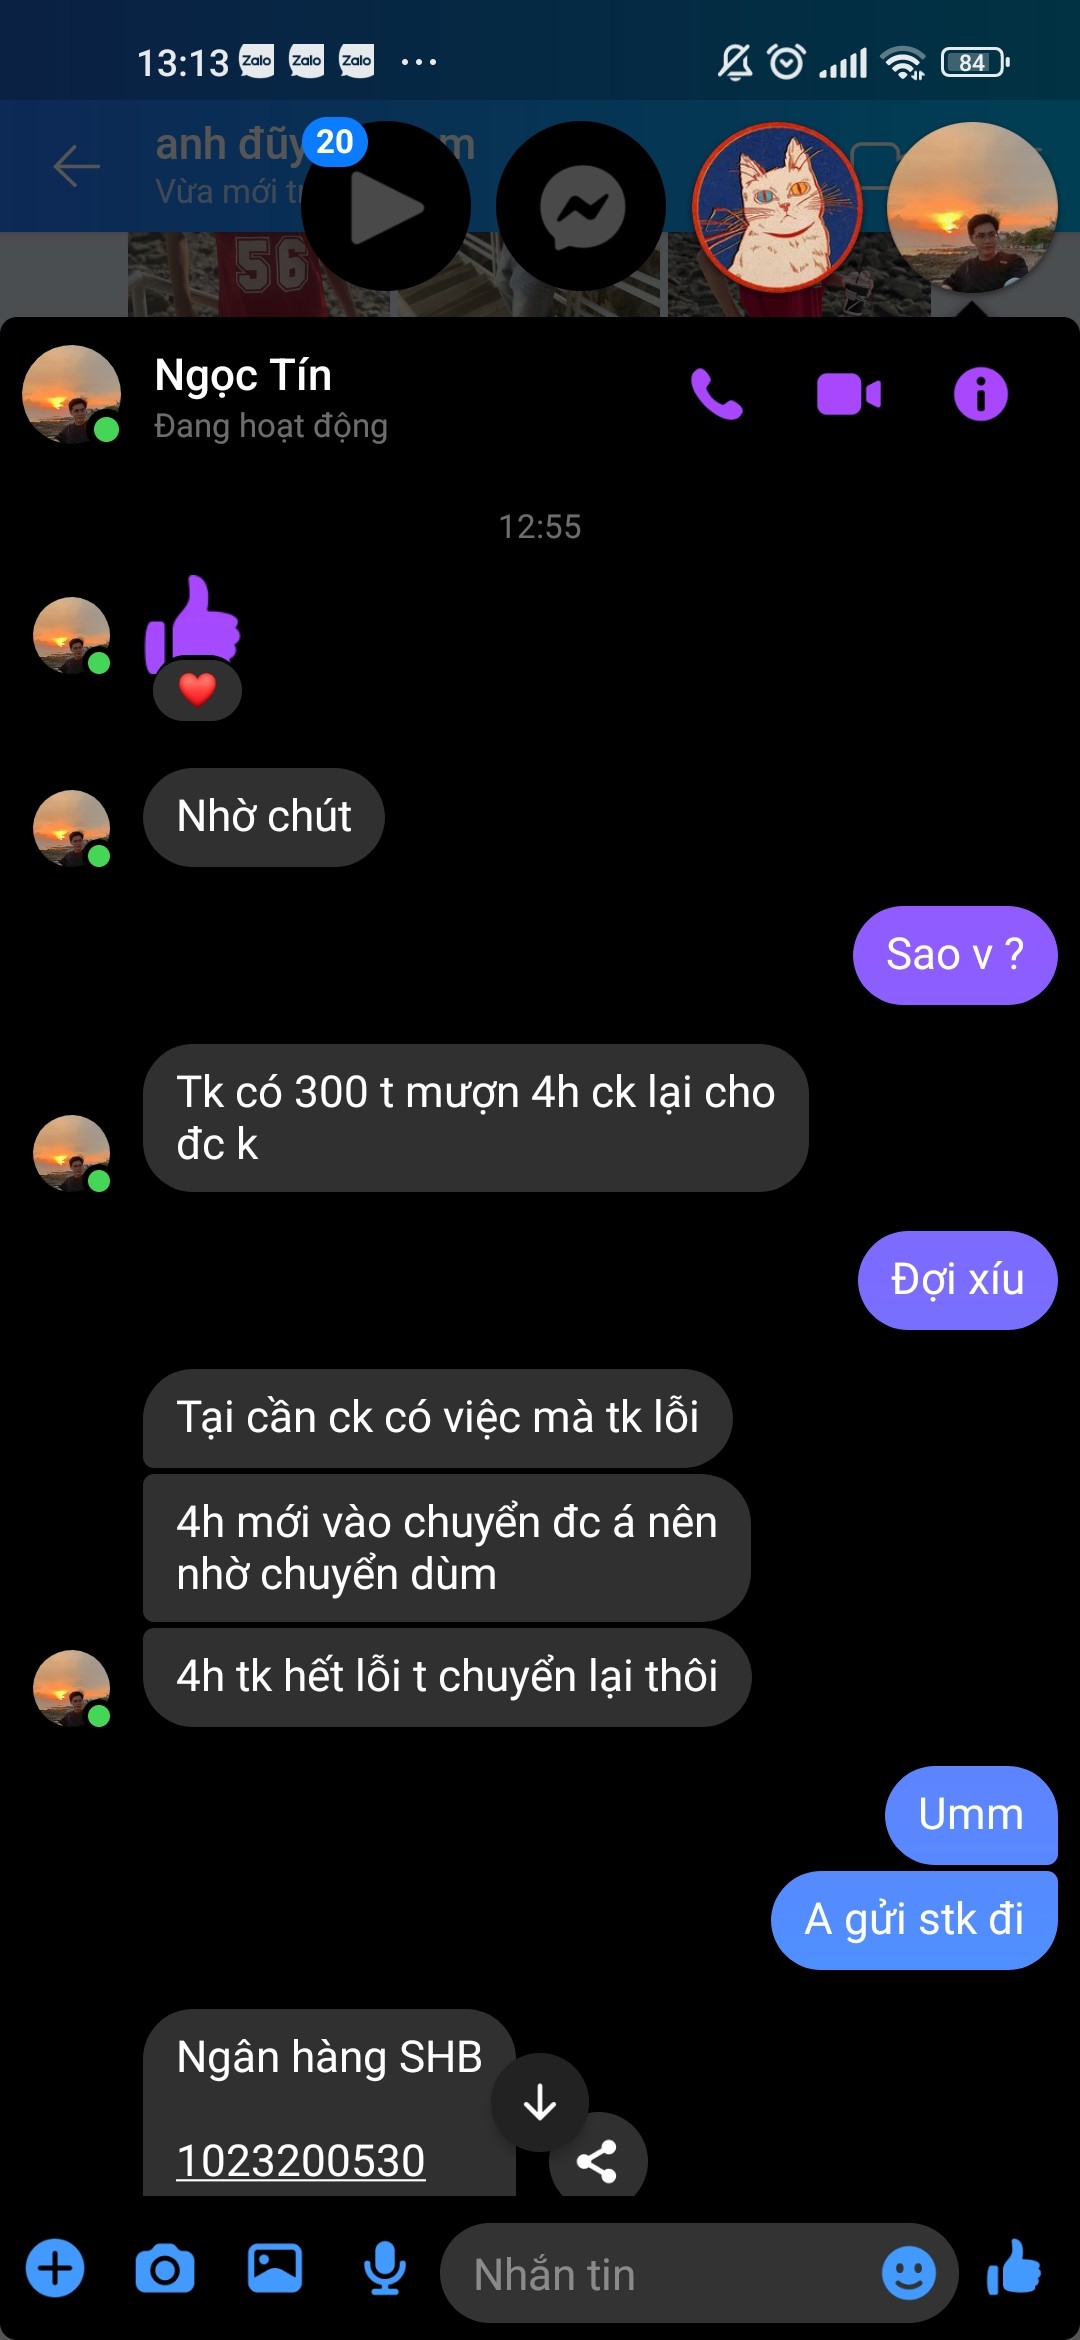 13:13 Zalo Zalo Zalo ... 84
20
anh đũy m
Vừa mới tr
56
Ngọc Tín
Đang hoạt động
12:55
Nhờ chút
Sao v ?
Tk có 300 t mượn 4h ck lại cho
đc k
Đợi xíu
Tại cần ck có việc mà tk lỗi
4h mới vào chuyển đc á nên
nhờ chuyển dùm
4h tk hết lỗi t chuyển lại thôi
Umm
A gửi stk đi
Ngân hàng SHB
1023200530
Nhắn tin